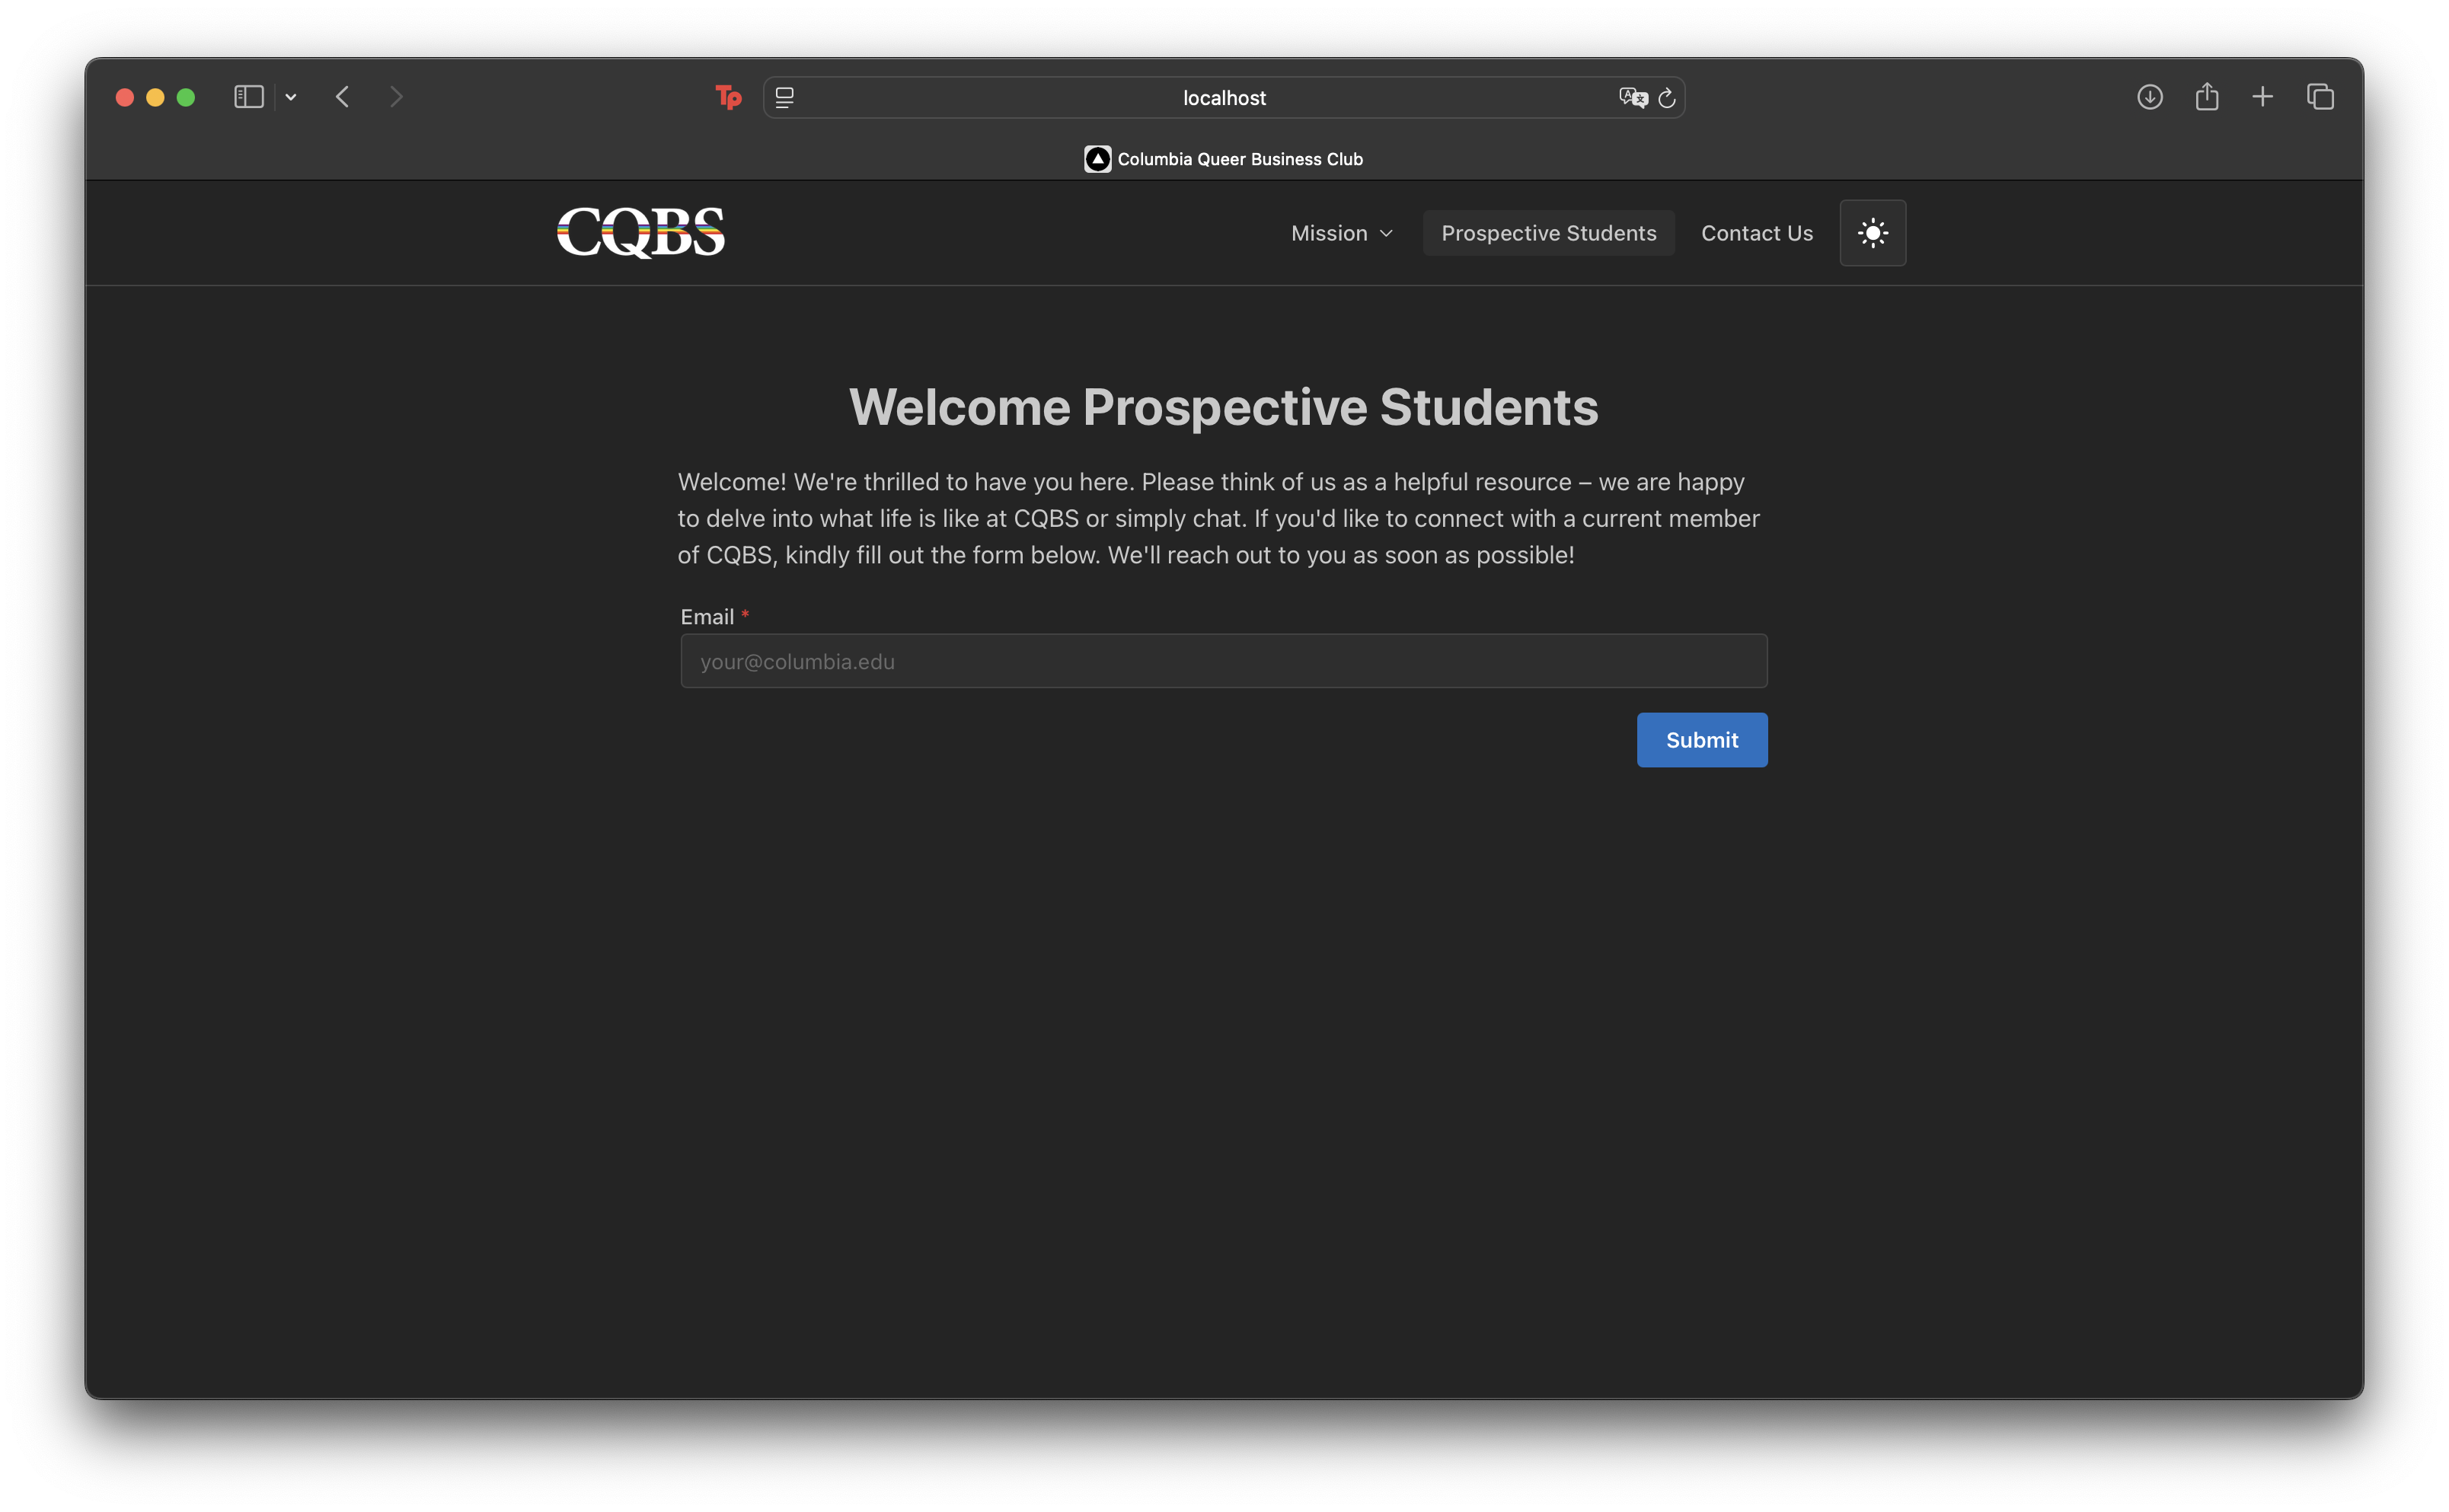 Tp
localhost
Columbia Queer Business Club
CQBS
Mission
Prospective Students
Contact Us
Welcome Prospective Students
Welcome! We're thrilled to have you here. Please think of us as a helpful resource – we are happy
to delve into what life is like at CQBS or simply chat. If you'd like to connect with a current member
of CQBS, kindly fill out the form below. We'll reach out to you as soon as possible!
Email *
your@columbia.edu
Submit